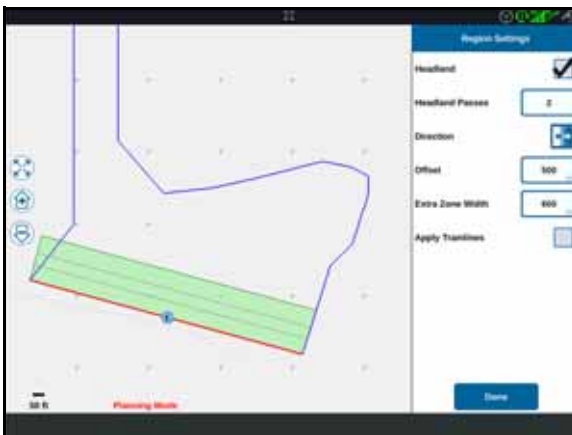 Region Settings
Headland
Headland Passes
2
Direction
Offset
500
Extra Zone Width
600
Apply Tramlines
50 ft
Planning Mode
Done